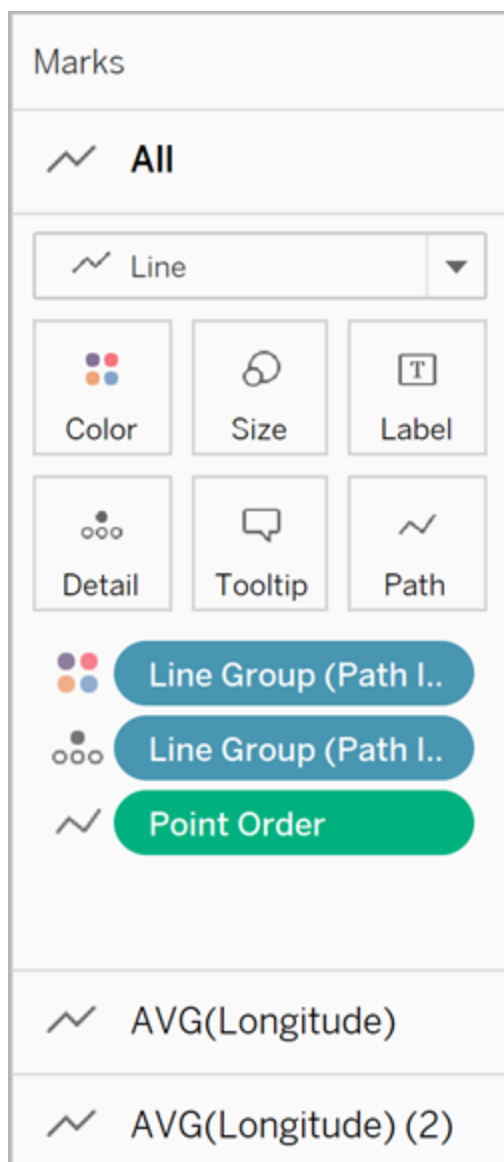 Marks
All
Line
Color Size Label
Detail Tooltip Path
Line Group (Path I..
Line Group (Path I..
Point Order
AVG(Longitude)
AVG(Longitude) (2)